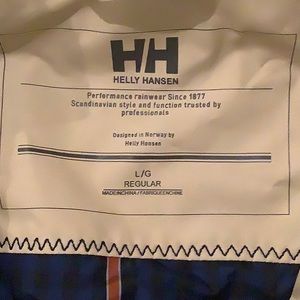 HH
HELLY HANSEN
Performance rainwear Since 1877
Scandinavian style and function trusted by
professionals
Designed in Norway by
Helly Hansen
L/G
REGULAR
MADE IN CHINA / FABRIQUE EN CHINE